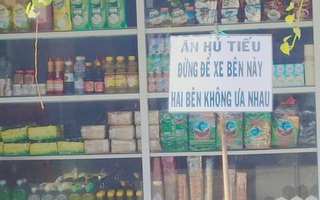 ĂN HỦ TIẾU
ĐỪNG ĐỂ XE BÊN NÀY
HAI BÊN KHÔNG ƯA NHAU